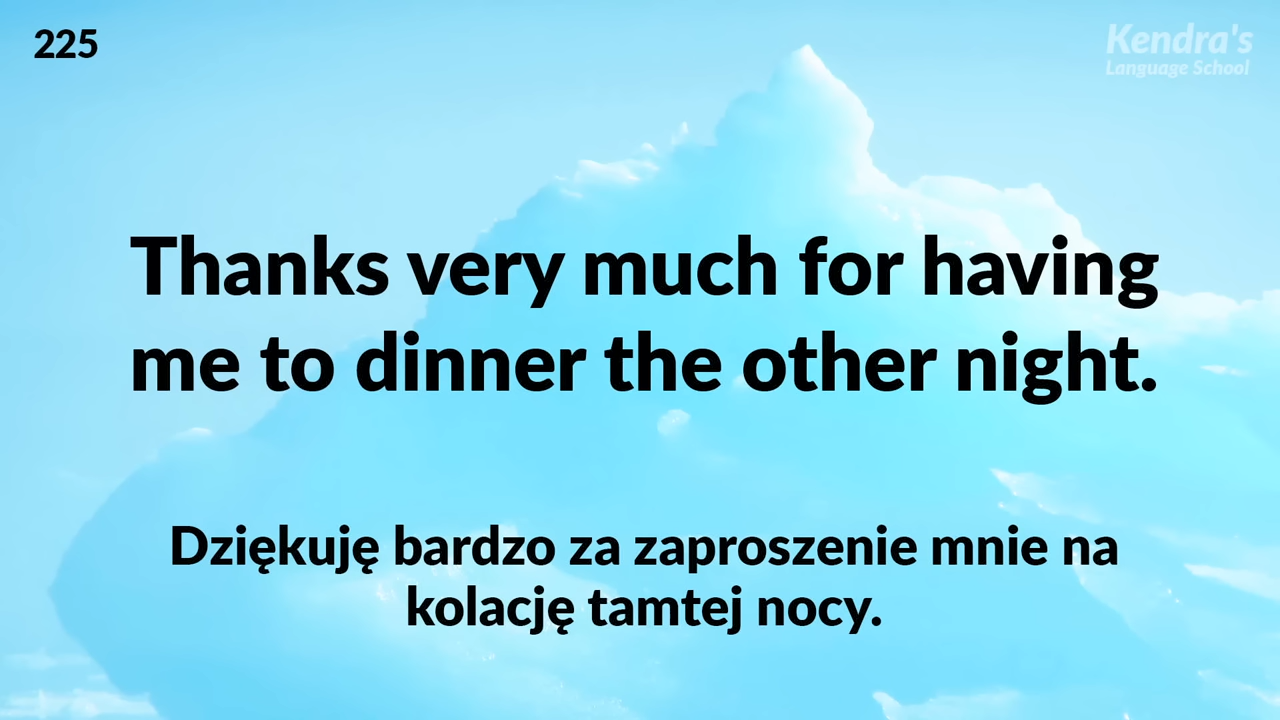 225
Kendra's
Language School
Thanks very much for having
me to dinner the other night.
Dziękuję bardzo za zaproszenie mnie na
kolację tamtej nocy.